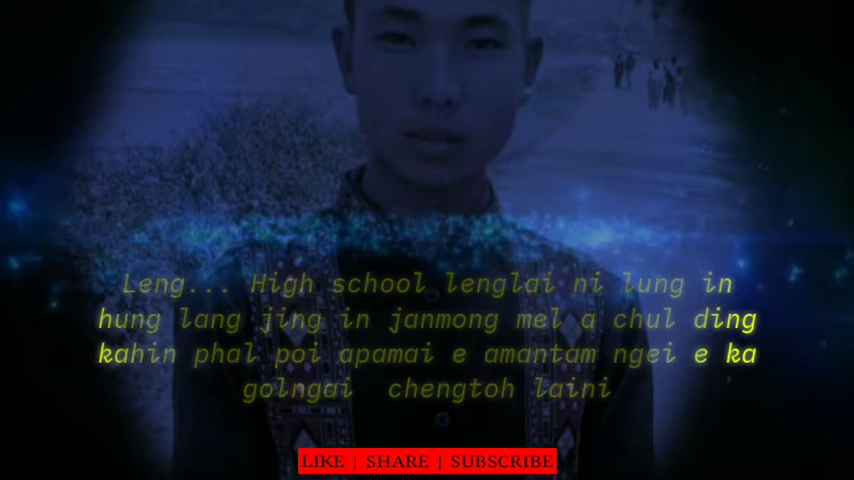 Leng... High school lenglai ni lung in
hung lang jing in janmong mel a chul ding
kahin phal poi apamai e amantam ngei e ka
golngai chengtoh laini
LIKE | SHARE | SUBSCRIBE